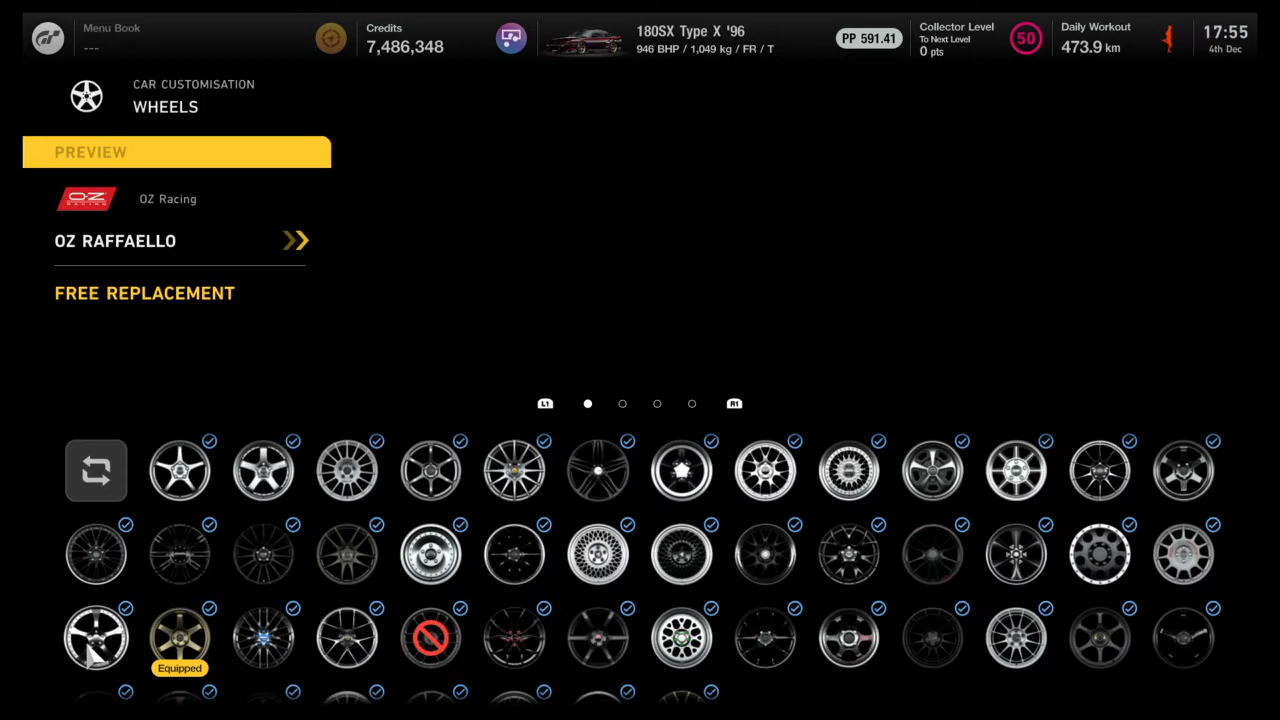 Menu Book
---
Credits
7,486,348
180SX Type X '96
946 BHP / 1,049 kg / FR / T
PP 591.41
Collector Level
To Next Level
0 pts
50
Daily Workout
473.9 km
17:55
4th Dec
CAR CUSTOMISATION
WHEELS
PREVIEW
O·Z RACING
OZ Racing
OZ RAFFAELLO
FREE REPLACEMENT
L1
R1
Equipped